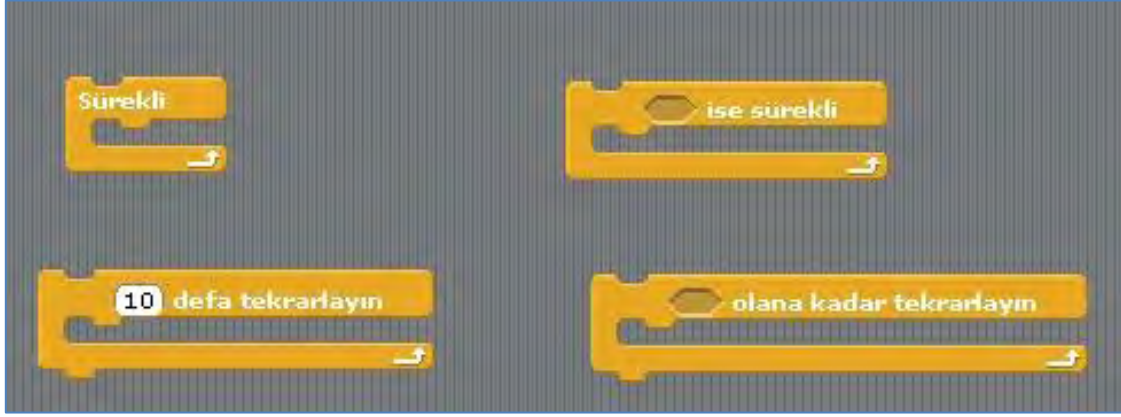 Sürekli
ise sürekli
10 defa tekrarlayın
olana kadar tekrarlayın